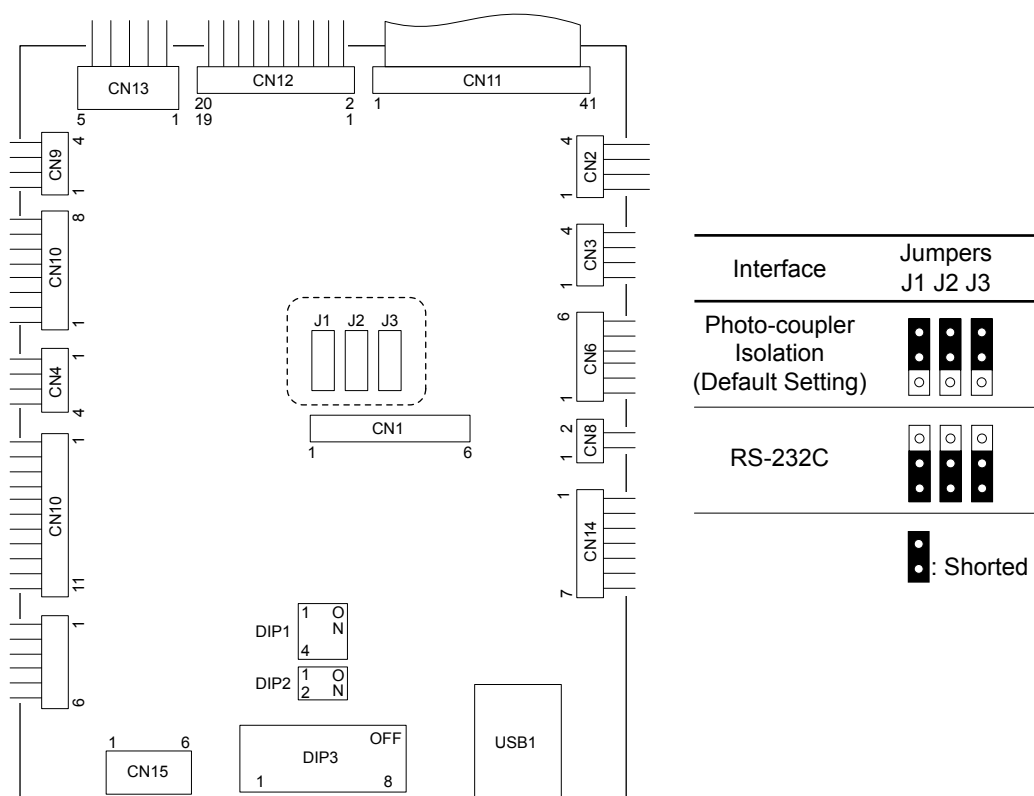 CN13
CN12
CN11
5 1
20 2
19 1
1 41
CN9
4
1
CN10
8
1
CN4
1
4
CN10
1
11
1
6
CN2
4
1
CN3
4
1
CN6
6
1
CN8
2
1
CN14
1
7
J1 J2 J3
CN1
1 6
DIP1
1 O
N
4
DIP2
1 O
2 N
OFF
DIP3
1 8
USB1
1 6
CN15
Interface
Jumpers
J1 J2 J3
Photo-coupler
Isolation
(Default Setting)
RS-232C
: Shorted